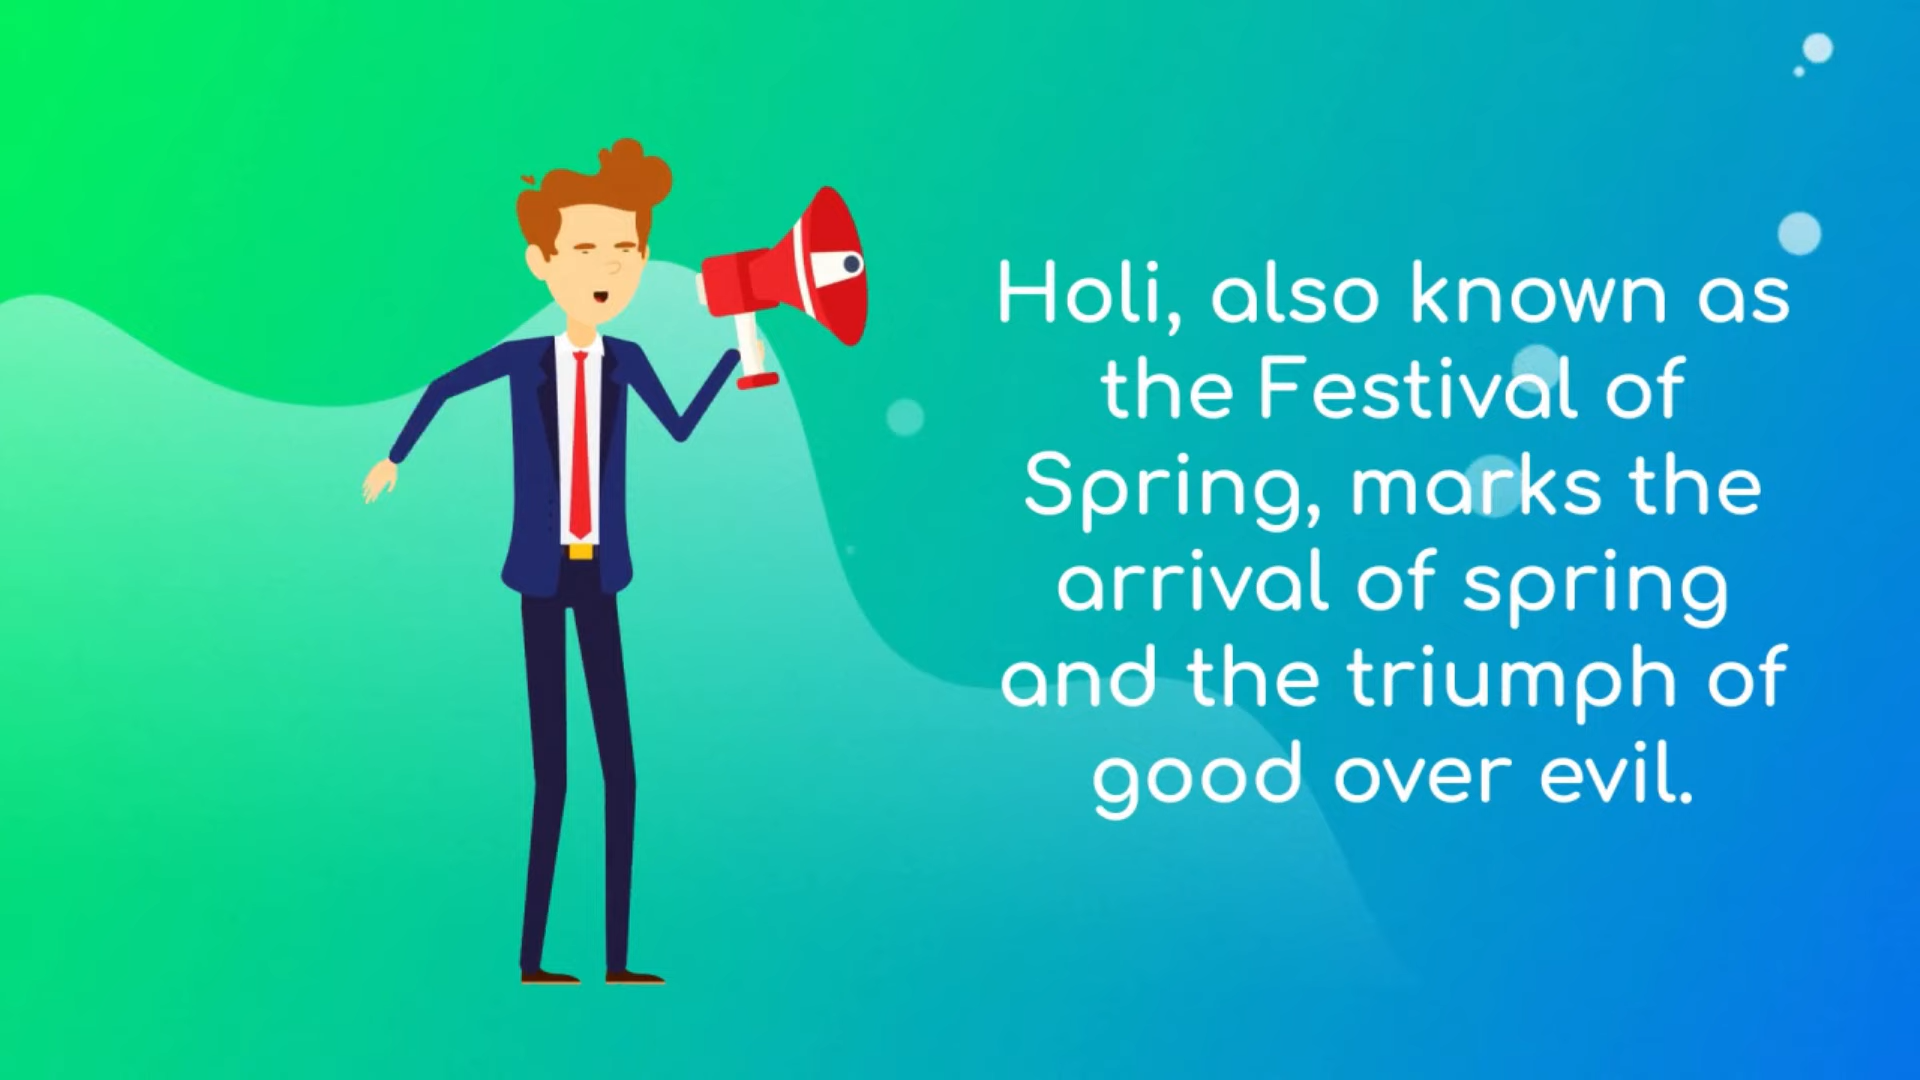 Holi, also known as
the Festival of
Spring, marks the
arrival of spring
and the triumph of
good over evil.